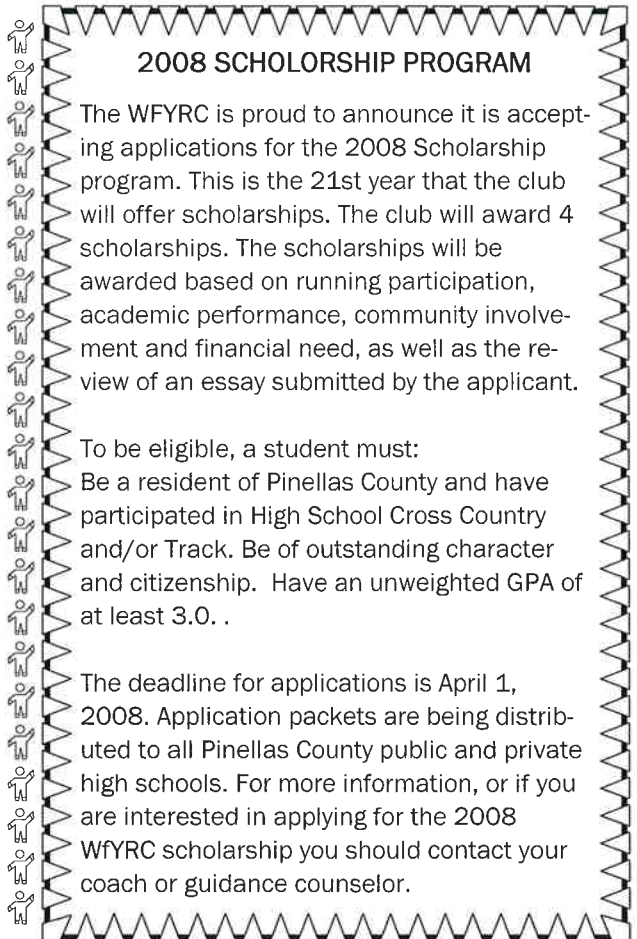 2008 SCHOLORSHIP PROGRAM
The WFYRC is proud to announce it is accept-
ing applications for the 2008 Scholarship
program. This is the 21st year that the club
will offer scholarships. The club will award 4
scholarships. The scholarships will be
awarded based on running participation,
academic performance, community involve-
ment and financial need, as well as the re-
view of an essay submitted by the applicant.
To be eligible, a student must:
Be a resident of Pinellas County and have
participated in High School Cross Country
and/or Track. Be of outstanding character
and citizenship.  Have an unweighted GPA of
at least 3.0. .
The deadline for applications is April 1,
2008. Application packets are being distrib-
uted to all Pinellas County public and private
high schools. For more information, or if you
are interested in applying for the 2008
WfYRC scholarship you should contact your
coach or guidance counselor.